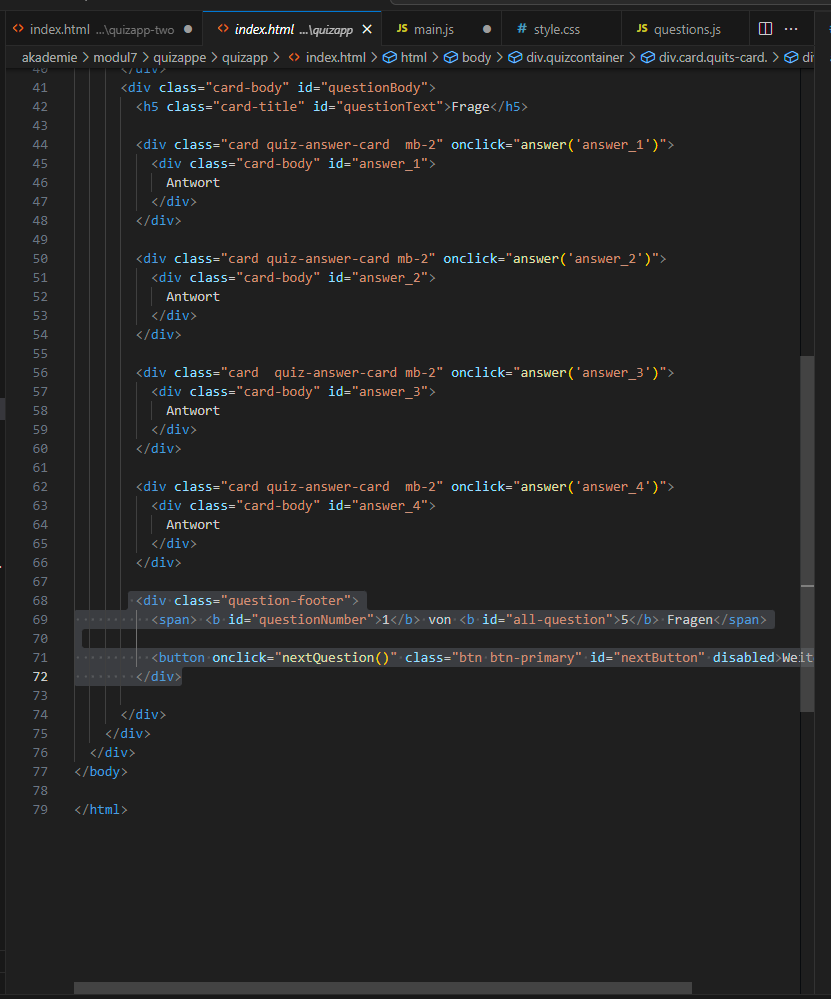 index.html ...\quizapp-two ● index.html ...\quizapp × JS main.js ● # style.css JS questions.js ...
akademie > modul7 > quizappe > quizapp > index.html > html > body > div.quizcontainer > div.card.quits-card. > di
40 </div>
41 <div class="card-body" id="questionBody">
42 <h5 class="card-title" id="questionText">Frage</h5>
43
44 <div class="card quiz-answer-card  mb-2" onclick="answer('answer_1')">
45 <div class="card-body" id="answer_1">
46 Antwort
47 </div>
48 </div>
49
50 <div class="card quiz-answer-card mb-2" onclick="answer('answer_2')">
51 <div class="card-body" id="answer_2">
52 Antwort
53 </div>
54 </div>
55
56 <div class="card  quiz-answer-card mb-2" onclick="answer('answer_3')">
57 <div class="card-body" id="answer_3">
58 Antwort
59 </div>
60 </div>
61
62 <div class="card quiz-answer-card  mb-2" onclick="answer('answer_4')">
63 <div class="card-body" id="answer_4">
64 Antwort
65 </div>
66 </div>
67
68 <div class="question-footer">
69 <span> <b id="questionNumber">1</b> von <b id="all-question">5</b> Fragen</span>
70
71 <button onclick="nextQuestion()" class="btn btn-primary" id="nextButton" disabled>Weit
72 </div>
73
74 </div>
75 </div>
76 </div>
77 </body>
78
79 </html>